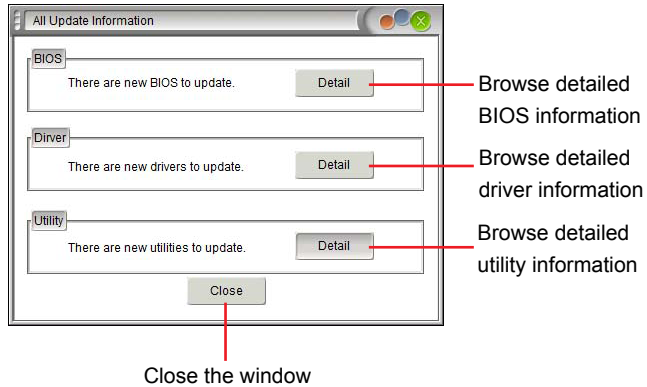 All Update Information
BIOS
There are new BIOS to update.
Detail
Browse detailed
BIOS information
Dirver
There are new drivers to update.
Detail
Browse detailed
driver information
Utility
There are new utilities to update.
Detail
Browse detailed
utility information
Close
Close the window